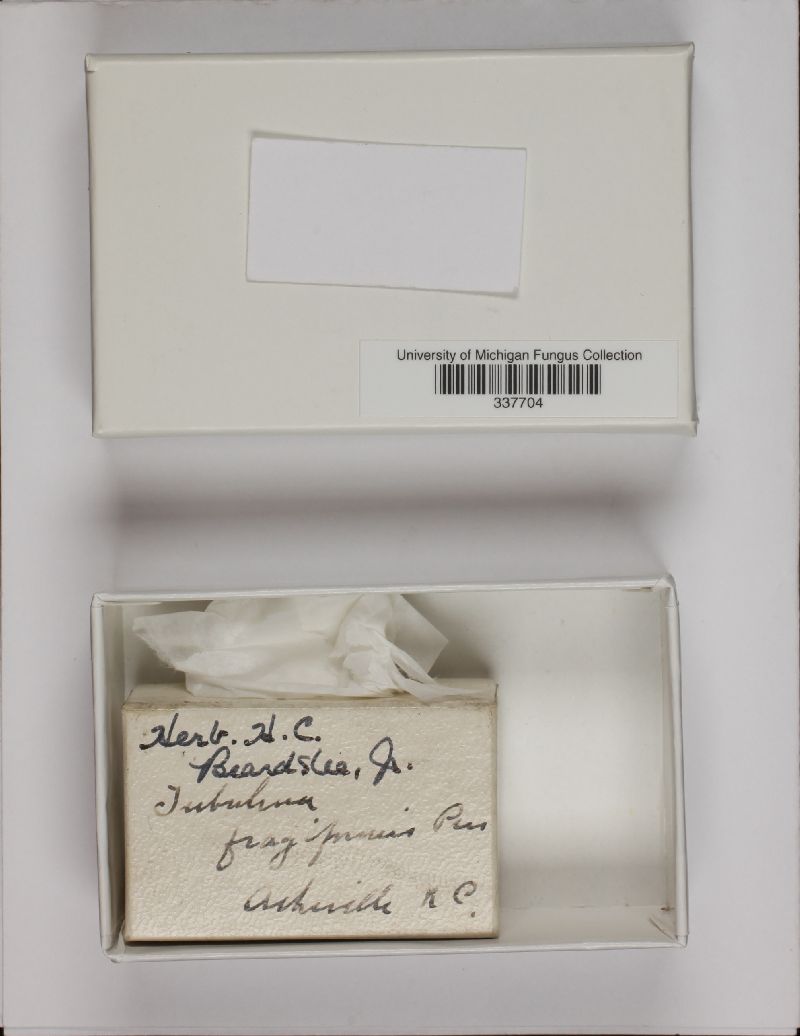 University of Michigan Fungus Collection
337704
Herb. H.C.
Beardslee, Jr.
Tubulina
fragiformis Pers
Asheville N C.